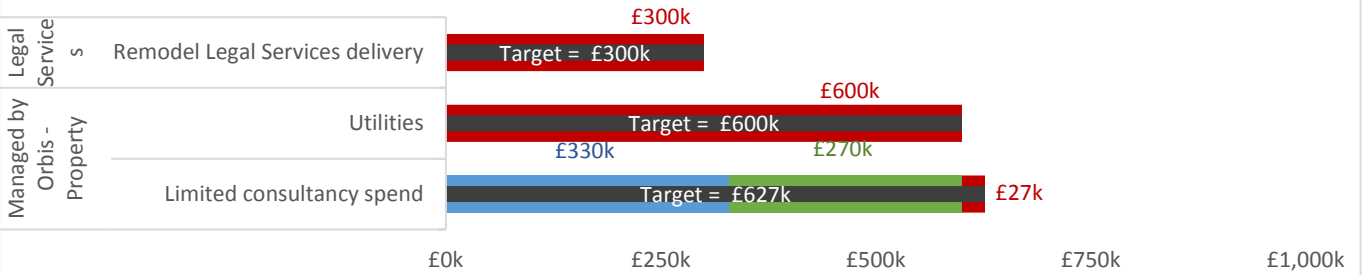 £300k
Legal
Service
s
Remodel Legal Services delivery
Target = £300k
£600k
Managed by
Orbis -
Property
Utilities
Target = £600k
£330k
£270k
Limited consultancy spend
Target = £627k
£27k
£0k £250k £500k £750k £1,000k